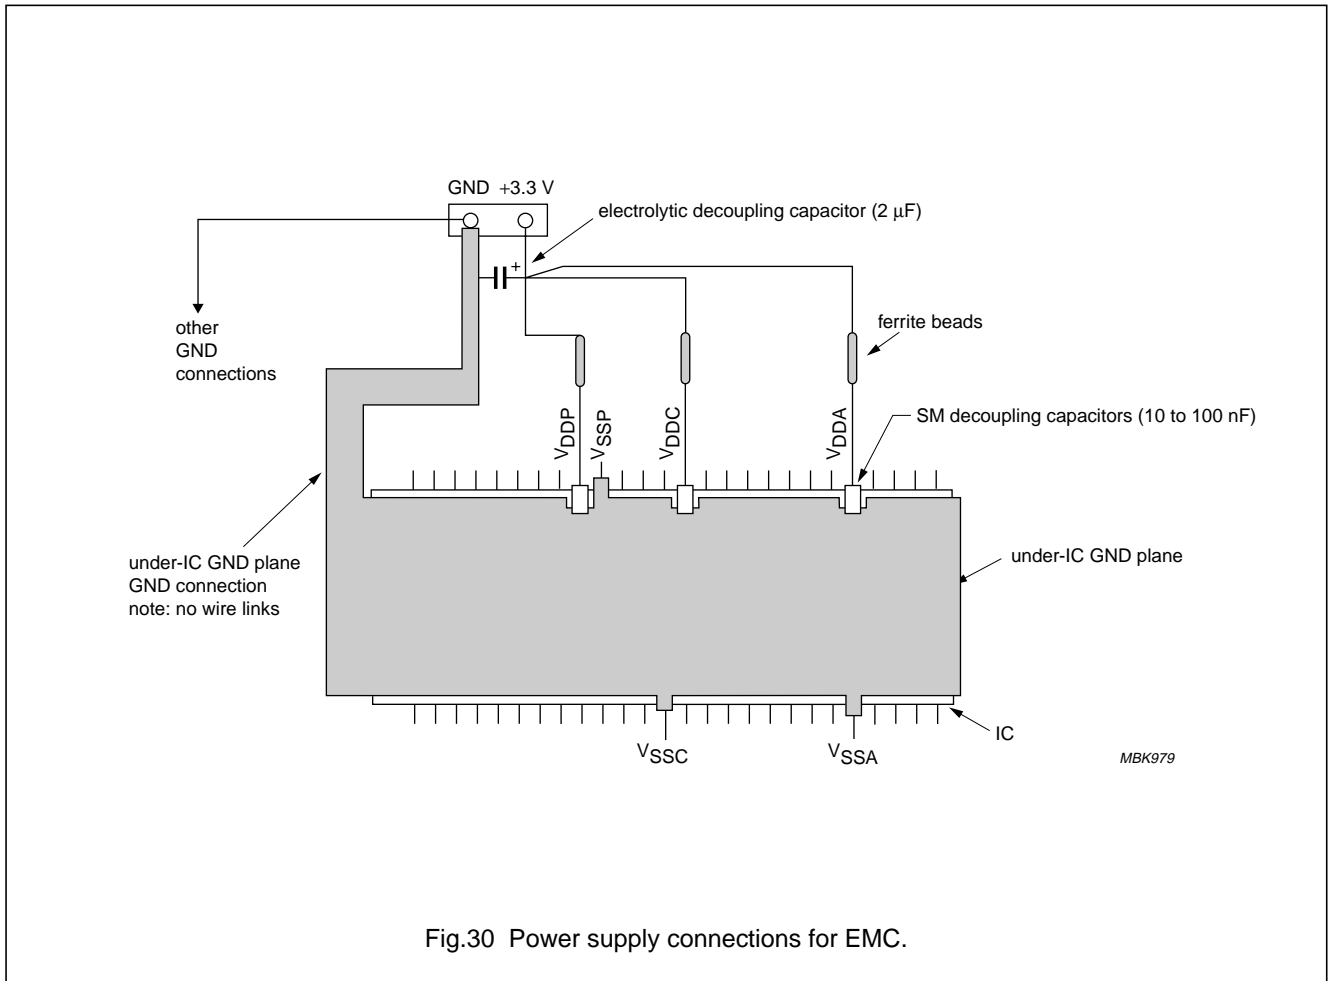 GND +3.3 V
electrolytic decoupling capacitor (2 µF)
+
other
GND
connections
ferrite beads
VDDP
VSSP
VDDC
VDDA
SM decoupling capacitors (10 to 100 nF)
under-IC GND plane
GND connection
note: no wire links
under-IC GND plane
IC
VSSC
VSSA
MBK979
Fig.30 Power supply connections for EMC.